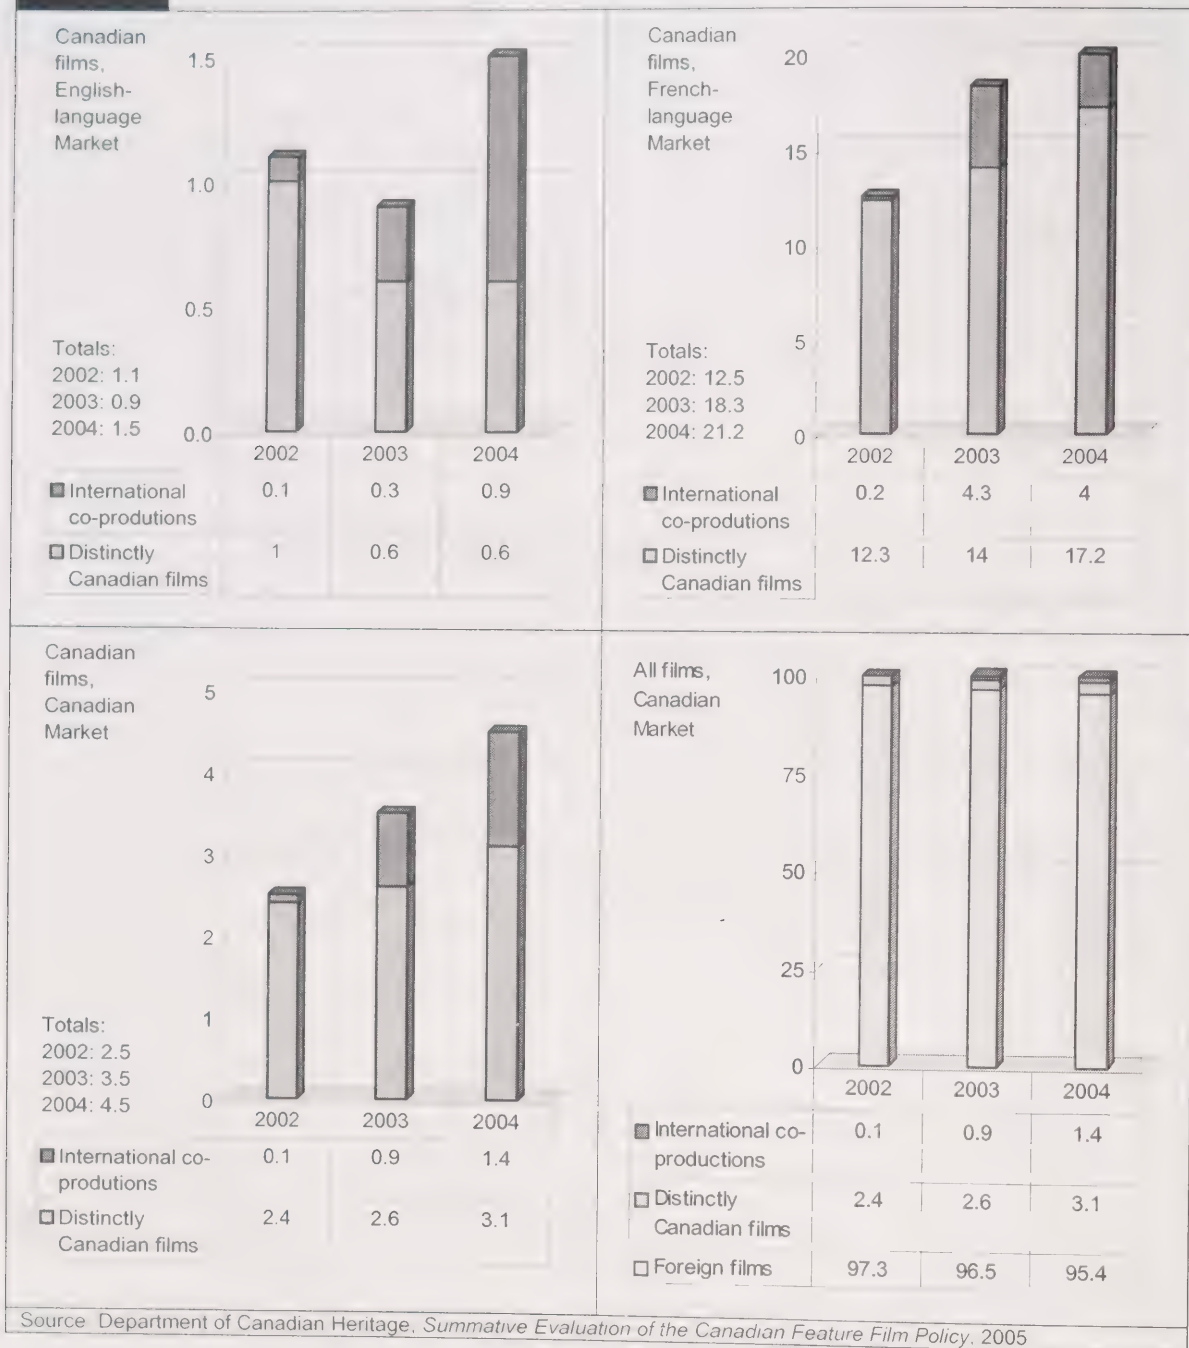 Canadian
films,
English-
language
Market
1.5
1.0
0.5
0.0
Totals:
2002: 1.1
2003: 0.9
2004: 1.5
2002 2003 2004
International 0.1 0.3 0.9
co-produtions
Distinctly 1 0.6 0.6
Canadian films
Canadian
films,
French-
language
Market
20
15
10
5
0
Totals:
2002: 12.5
2003: 18.3
2004: 21.2
2002 2003 2004
International 0.2 4.3 4
co-produtions
Distinctly 12.3 14 17.2
Canadian films
Canadian
films,
Canadian
Market
5
4
3
2
1
0
Totals:
2002: 2.5
2003: 3.5
2004: 4.5
2002 2003 2004
International co- 0.1 0.9 1.4
produtions
Distinctly 2.4 2.6 3.1
Canadian films
All films,
Canadian
Market
100
75
50
25
0
2002 2003 2004
International co- 0.1 0.9 1.4
productions
Distinctly 2.4 2.6 3.1
Canadian films
Foreign films 97.3 96.5 95.4
Source Department of Canadian Heritage, Summative Evaluation of the Canadian Feature Film Policy, 2005